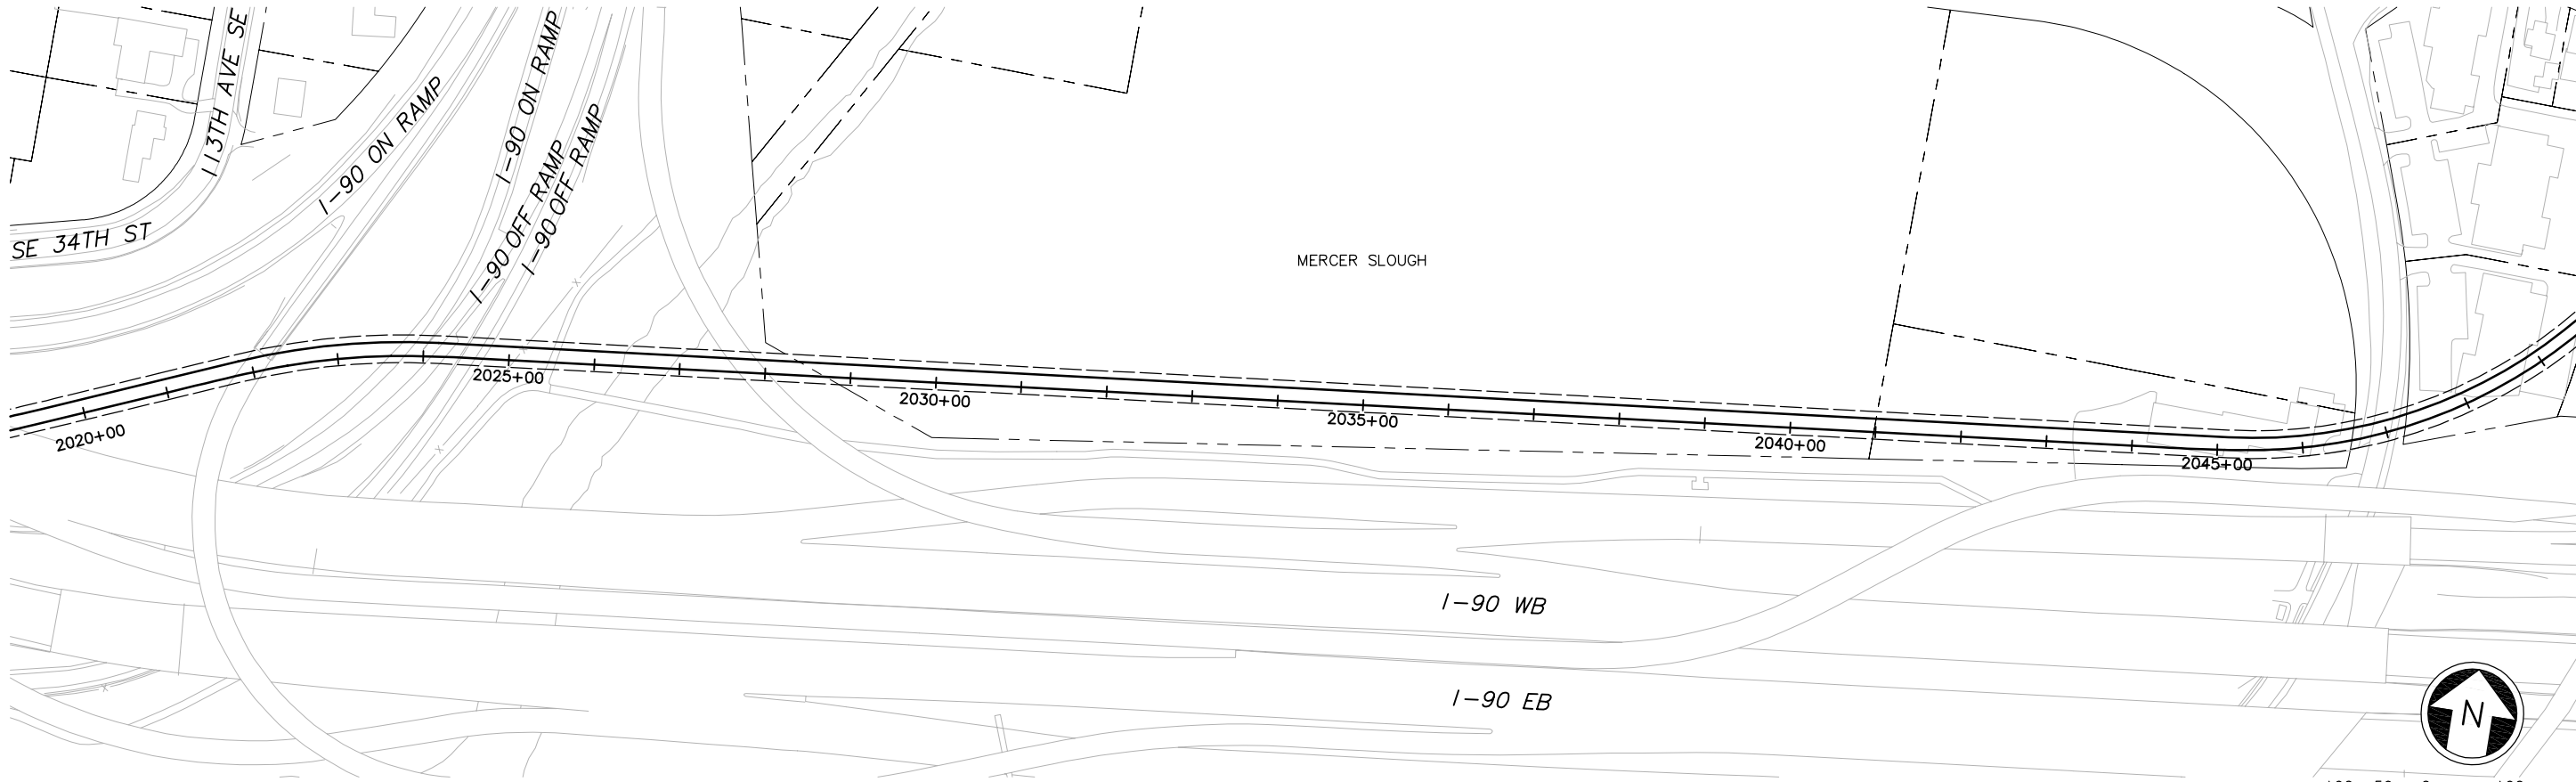 113TH AVE SE
I-90 ON RAMP
I-90 ON RAMP
I-90 OFF RAMP
I-90 OFF RAMP
SE 34TH ST
MERCER SLOUGH
2020+00
2025+00
2030+00
2035+00
2040+00
2045+00
I-90 WB
I-90 EB
N